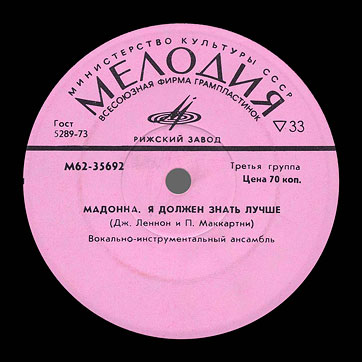 МИНИСТЕРСТВО КУЛЬТУРЫ СССР
МЕЛОДИЯ
ВСЕСОЮЗНАЯ ФИРМА ГРАМПЛАСТИНОК
Гост
5289-73
▽33
РИЖСКИЙ ЗАВОД
М62-35692
Третья группа
Цена 70 коп.
МАДОННА. Я ДОЛЖЕН ЗНАТЬ ЛУЧШЕ
(Дж. Леннон и П. Маккартни)
Вокально-инструментальный ансамбль